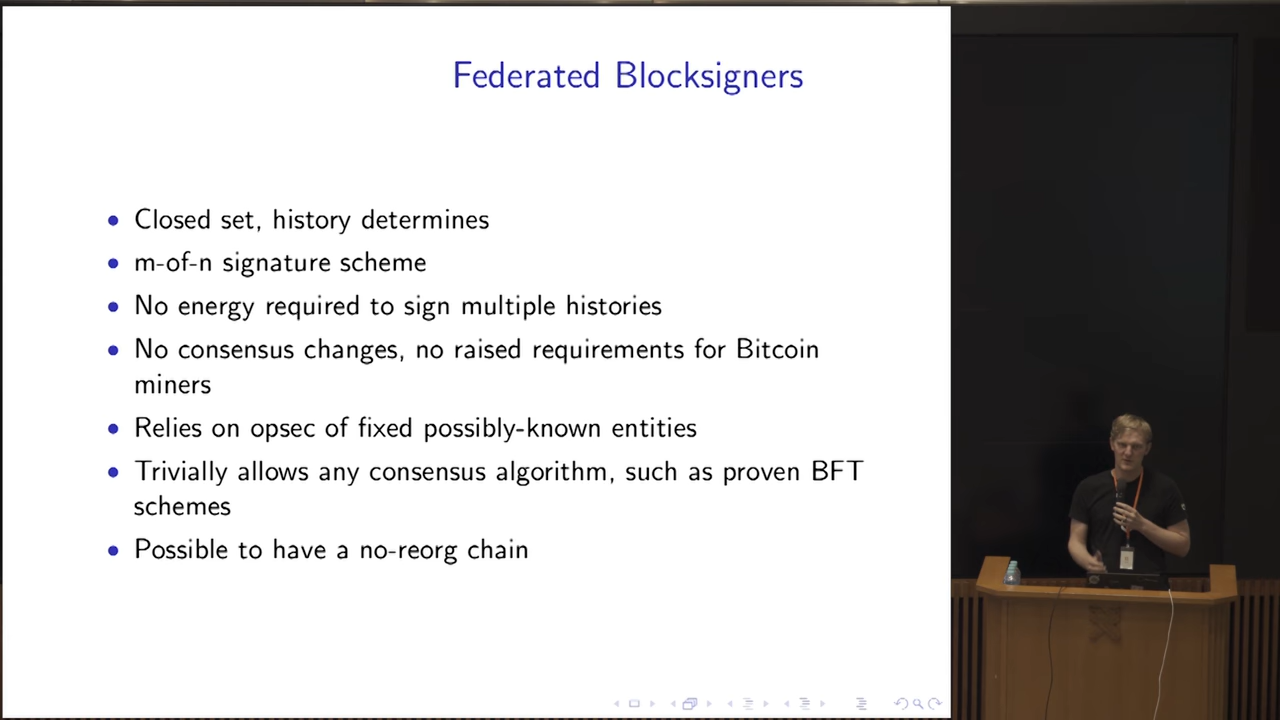 Federated Blocksigners
Closed set, history determines
m-of-n signature scheme
No energy required to sign multiple histories
No consensus changes, no raised requirements for Bitcoin
miners
Relies on opsec of fixed possibly-known entities
Trivially allows any consensus algorithm, such as proven BFT
schemes
Possible to have a no-reorg chain